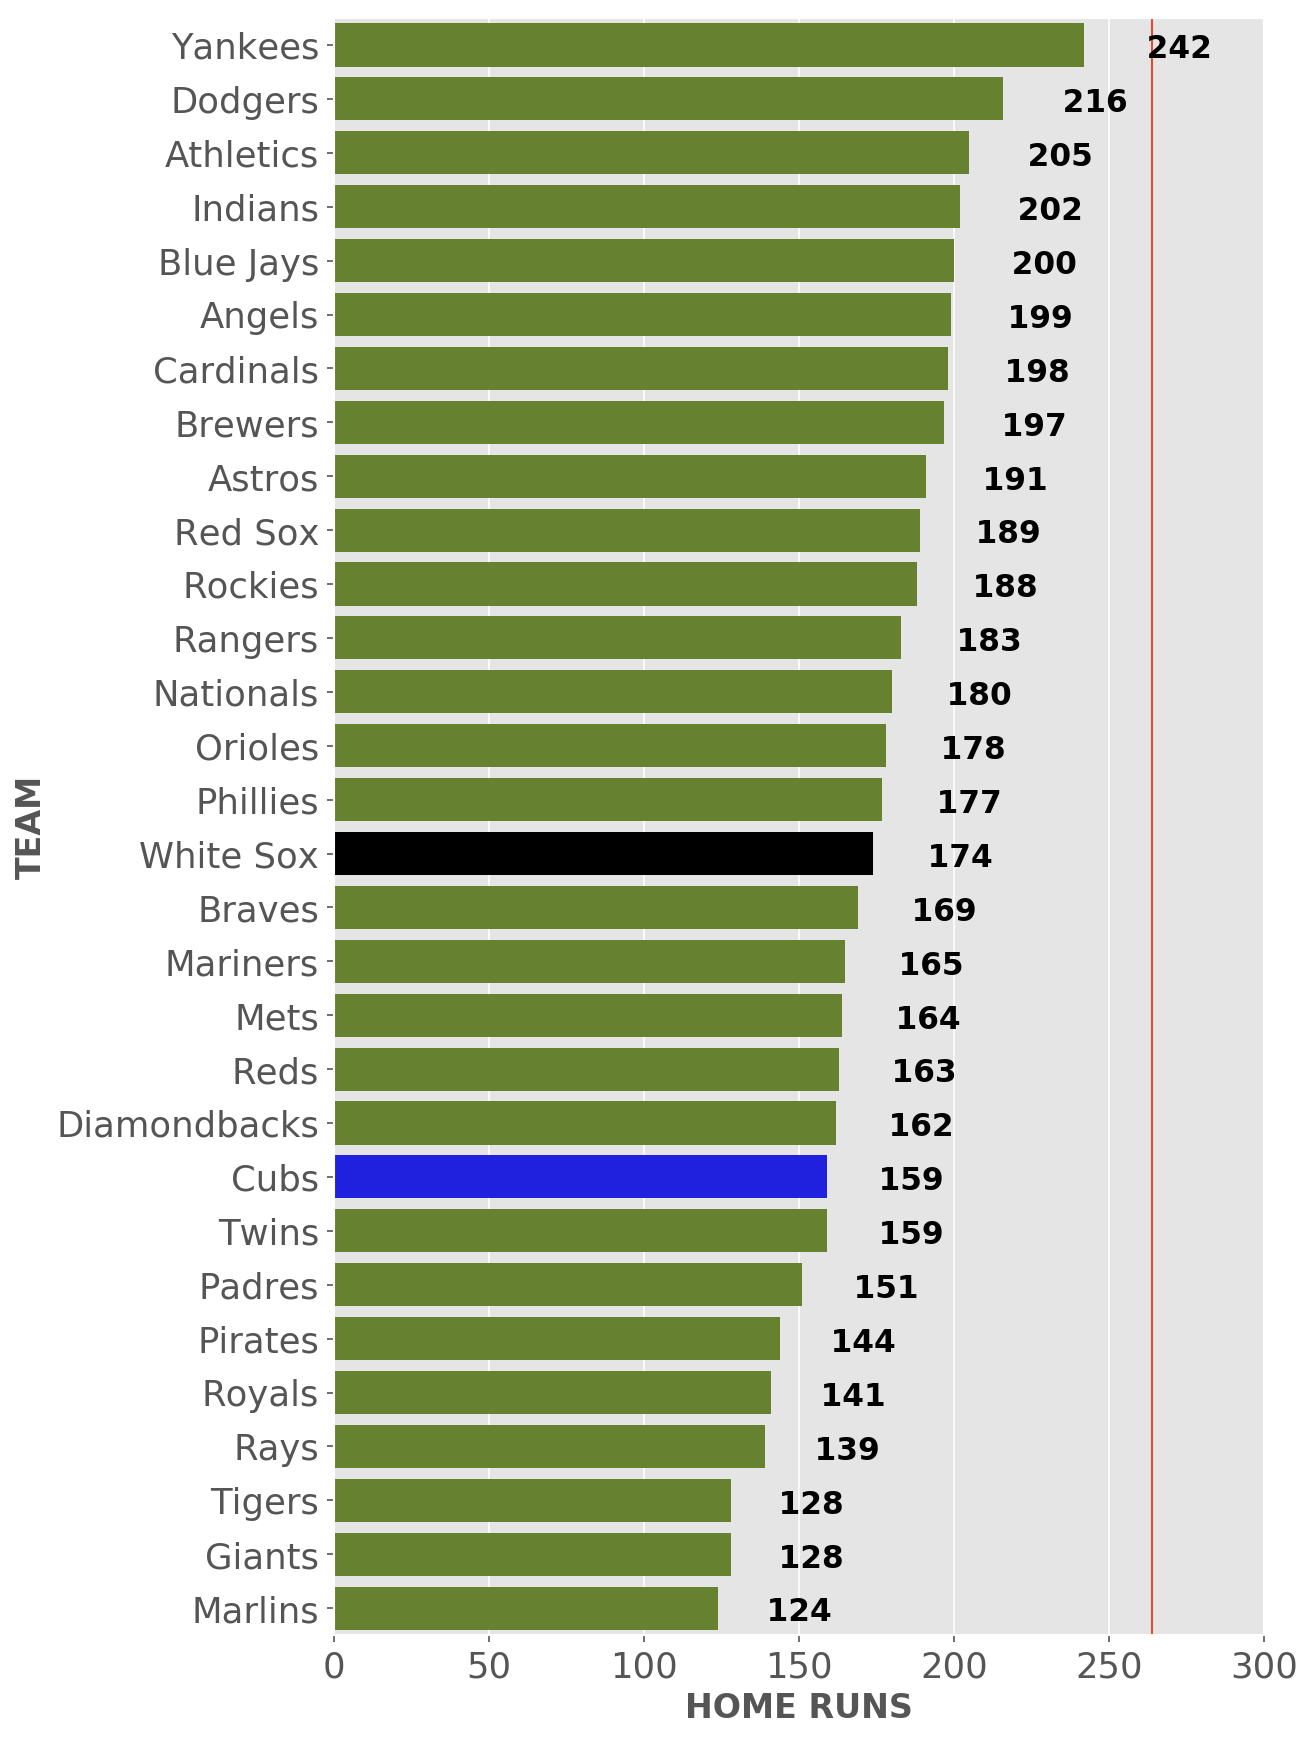 Yankees 242
Dodgers 216
Athletics 205
Indians 202
Blue Jays 200
Angels 199
Cardinals 198
Brewers 197
Astros 191
Red Sox 189
Rockies 188
Rangers 183
Nationals 180
Orioles 178
Phillies 177
TEAM
White Sox 174
Braves 169
Mariners 165
Mets 164
Reds 163
Diamondbacks 162
Cubs 159
Twins 159
Padres 151
Pirates 144
Royals 141
Rays 139
Tigers 128
Giants 128
Marlins 124
0 50 100 150 200 250 300
HOME RUNS